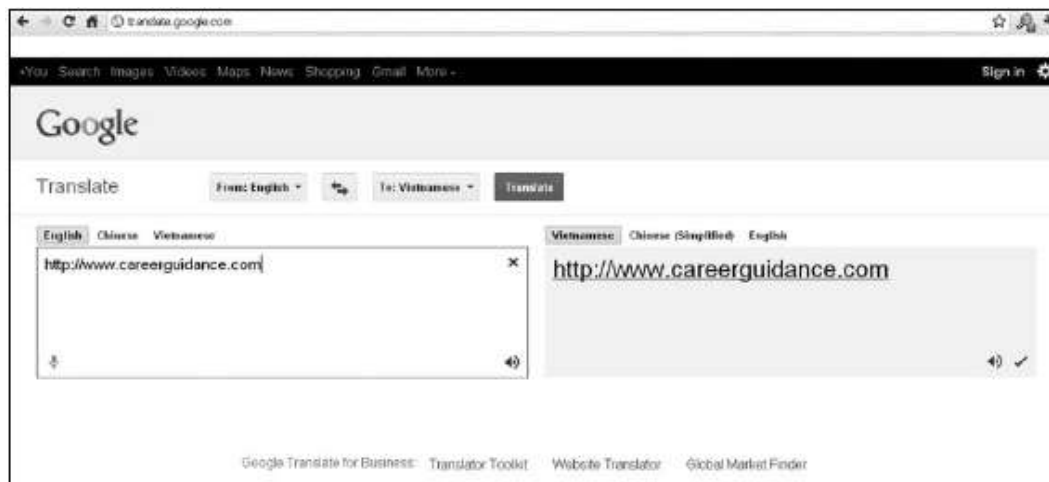 translate.google.com
+You Search Images Videos Maps News Shopping Gmail More
Sign in
Google
Translate
From: English
To: Vietnamese
Translate
English Chinese Vietnamese
Vietnamese Chinese (Simplified) English
http://www.careerguidance.com
http://www.careerguidance.com
Google Translate for Business: Translator Toolkit Website Translator Global Market Finder